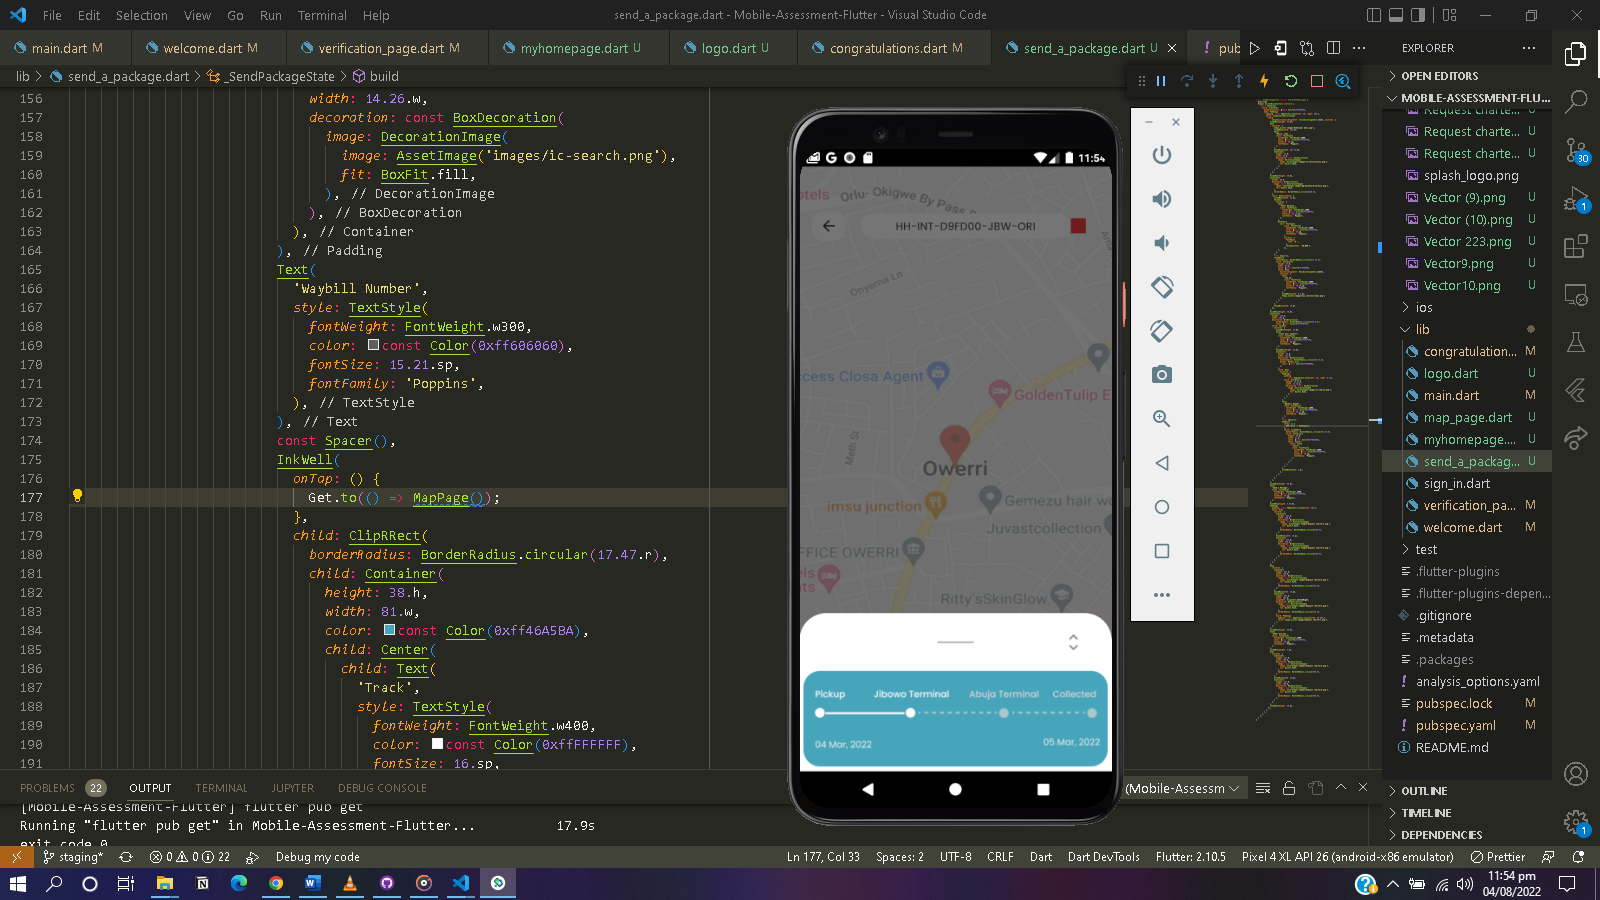 File Edit Selection View Go Run Terminal Help
send_a_package.dart - Mobile-Assessment-Flutter - Visual Studio Code
main.dart M
welcome.dart M
verification_page.dart M
myhomepage.dart U
logo.dart U
congratulations.dart M
send_a_package.dart U
! pub
lib > send_a_package.dart > _SendPackageState > build
156 width: 14.26.w,
157 decoration: const BoxDecoration(
158 image: DecorationImage(
159 image: AssetImage('images/ic-search.png'),
160 fit: BoxFit.fill,
161 ), // DecorationImage
162 ), // BoxDecoration
163 ), // Container
164 ), // Padding
165 Text(
166 'Waybill Number',
167 style: TextStyle(
168 fontWeight: FontWeight.w300,
169 color: const Color(0xff606060),
170 fontSize: 15.21.sp,
171 fontFamily: 'Poppins',
172 ), // TextStyle
173 ), // Text
174 const Spacer(),
175 InkWell(
176 onTap: () {
177 Get.to(() => MapPage());
178 },
179 child: ClipRRect(
180 borderRadius: BorderRadius.circular(17.47.r),
181 child: Container(
182 height: 38.h,
183 width: 81.w,
184 color: const Color(0xff46A5BA),
185 child: Center(
186 child: Text(
187 'Track',
188 style: TextStyle(
189 fontWeight: FontWeight.w400,
190 color: const Color(0xffFFFFFF),
191 fontSize: 16.sp,
11:54
otels
Orlu- Okigwe By Pass
HH-INT-D9FD00-JBW-ORI
Onyema Ln
ccess Closa Agent
GoldenTulip E
Meth St
Owerri
imsu junction
Gemezu hair wo
Juvastcollection
FFICE OWERRI
els
nts
Ritty'sSkinGlow
Pickup
Jibowo Terminal
Abuja Terminal
Collected
04 Mar, 2022
05 Mar, 2022
EXPLORER
OPEN EDITORS
MOBILE-ASSESSMENT-FLU...
Request charte... U
Request charte... U
Request charte... U
splash_logo.png
Vector (9).png U
Vector (10).png U
Vector 223.png U
Vector9.png U
Vector10.png U
ios
lib
congratulation... M
logo.dart U
main.dart M
map_page.dart U
myhomepage.... U
send_a_packag... U
sign_in.dart
verification_pa... M
welcome.dart M
test
.flutter-plugins
.flutter-plugins-depen...
.gitignore
.metadata
.packages
analysis_options.yaml
pubspec.lock M
pubspec.yaml M
README.md
OUTLINE
TIMELINE
DEPENDENCIES
30
1
1
PROBLEMS 22 OUTPUT TERMINAL JUPYTER DEBUG CONSOLE
(Mobile-Assessm
[Mobile-Assessment-Flutter] flutter pub get
Running "flutter pub get" in Mobile-Assessment-Flutter... 17.9s
exit code 0
staging* 0 0 22 Debug my code
Ln 177, Col 33 Spaces: 2 UTF-8 CRLF Dart Dart DevTools Flutter: 2.10.5 Pixel 4 XL API 26 (android-x86 emulator) Prettier
11:54 pm
04/08/2022